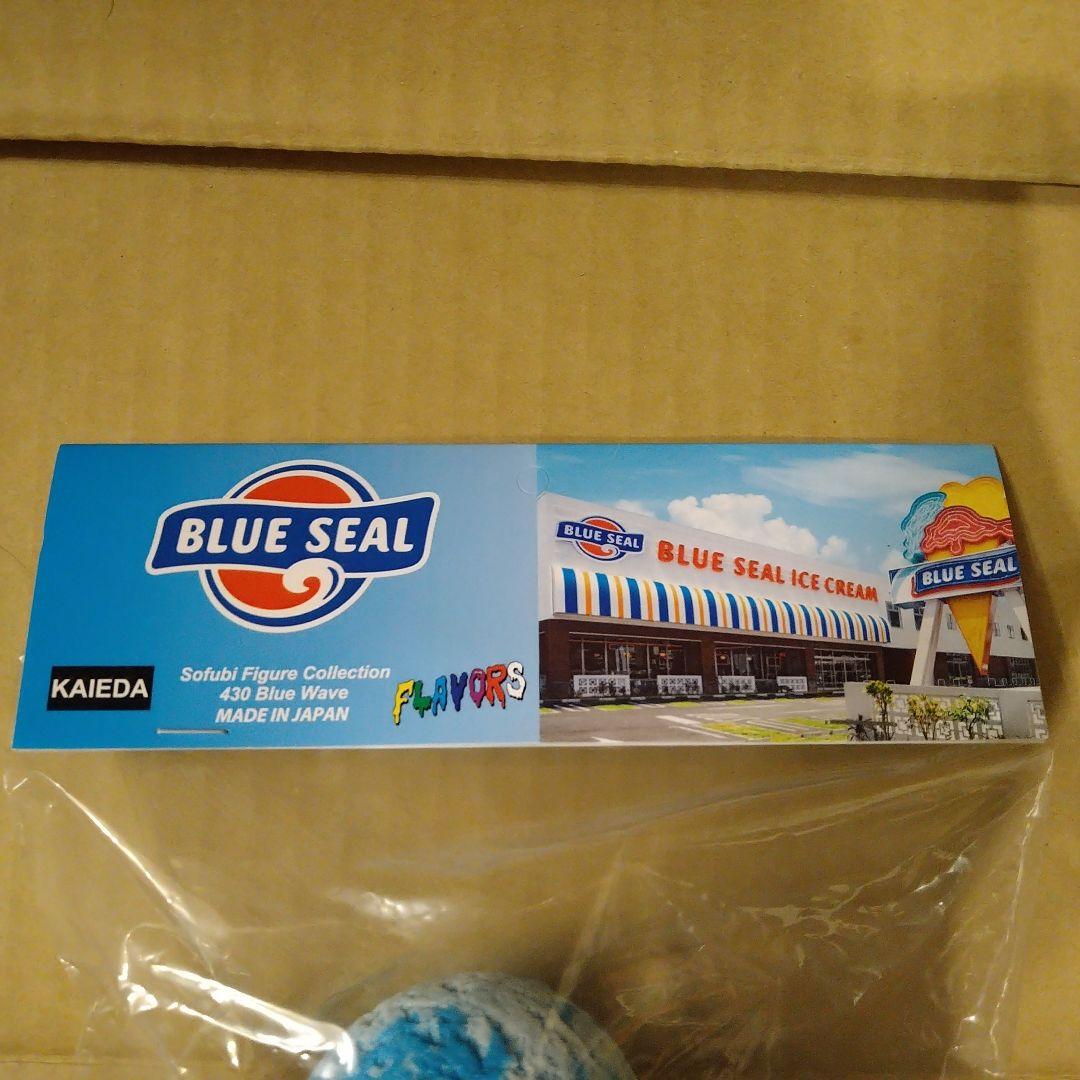 BLUE SEAL
KAIEDA
Sofubi Figure Collection
430 Blue Wave
MADE IN JAPAN
FLAVORS
BLUE SEAL
BLUE SEAL ICE CREAM
BLUE SEAL